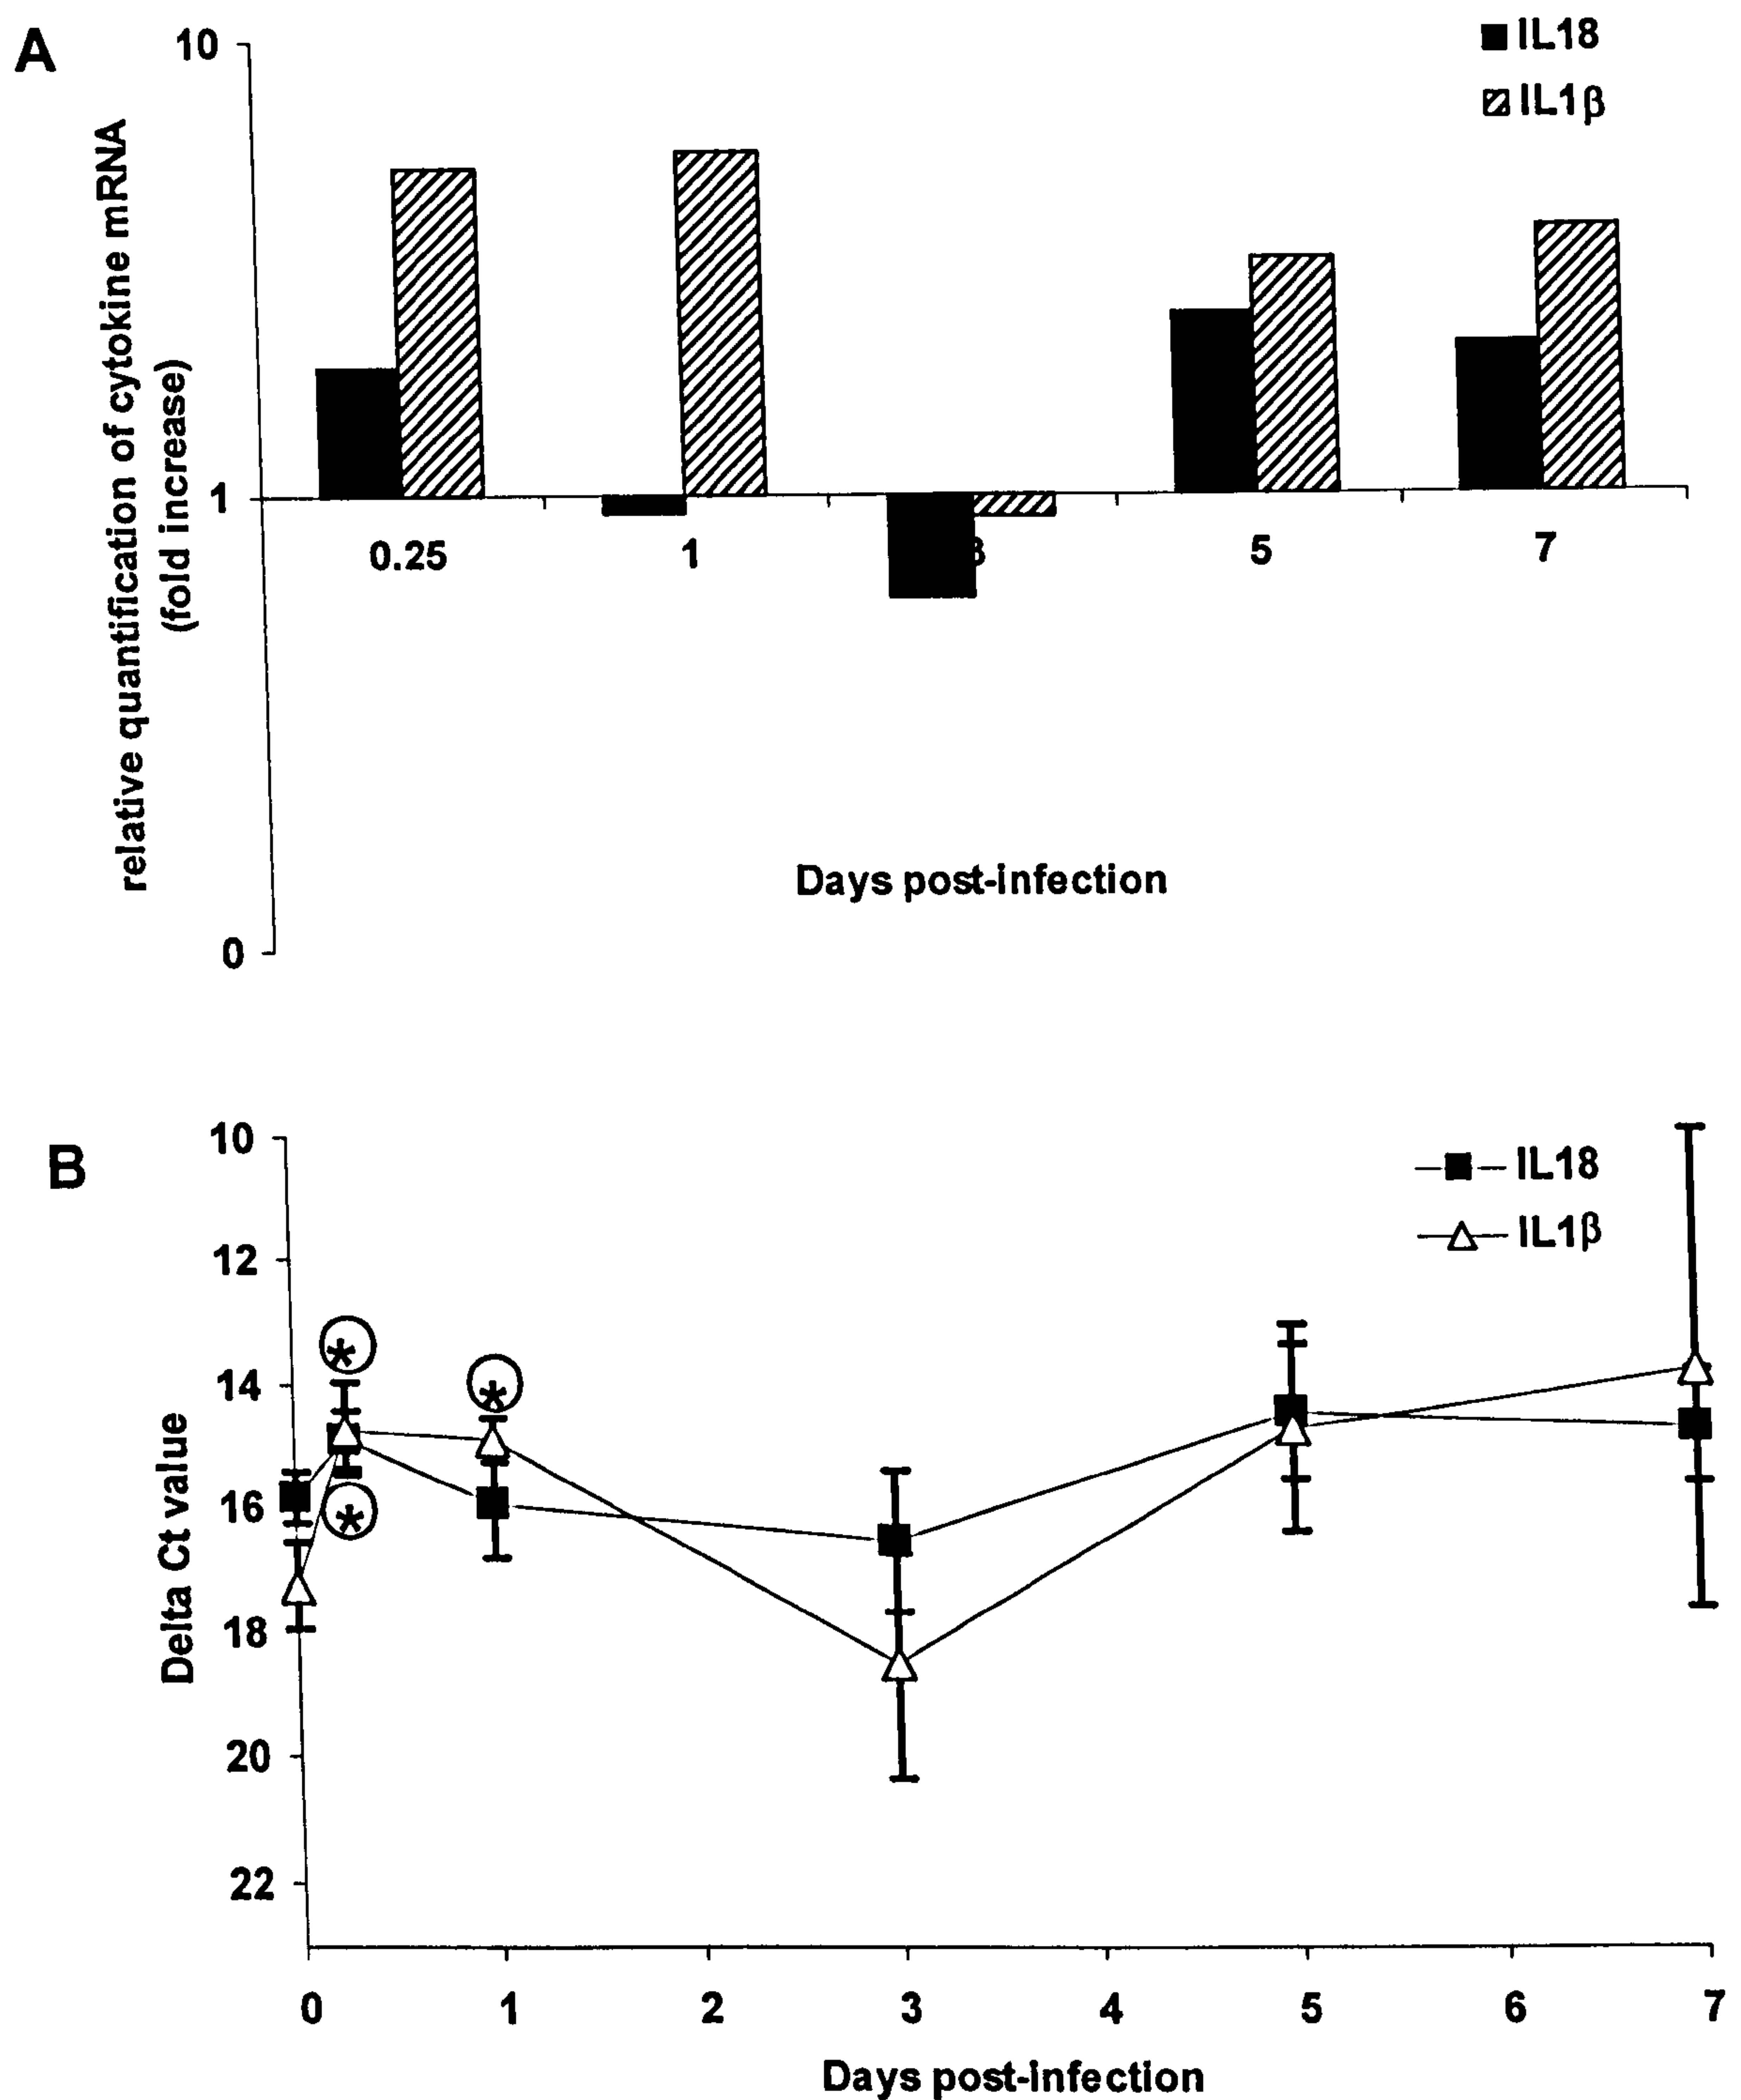 A
10
IL18
IL1β
relative quantification of cytokine mRNA
(fold increase)
1
0.25
1
3
5
7
Days post-infection
0
B
10
IL18
12
IL1β
*
*
14
Delta Ct value
16
*
18
20
22
0 1 2 3 4 5 6 7
Days post-infection